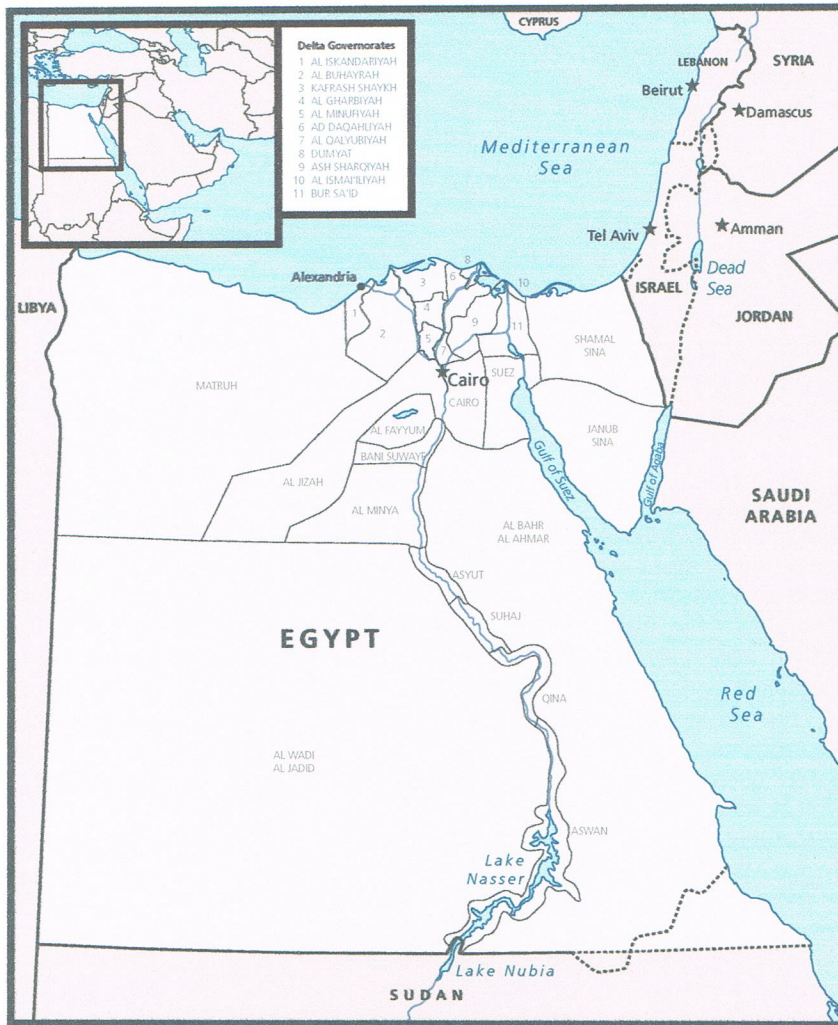 CYPRUS
Delta Governorates
1 AL ISKANDARIYAH
2 AL BUHAYRAH
3 KAFRASH SHAYKH
4 AL GHARBIYAH
5 AL MINUFIYAH
6 AD DAQAHLIYAH
7 AL QALYUBIYAH
8 DUMYAT
9 ASH SHARQIYAH
10 AL ISMA'ILIYAH
11 BUR SA'ID
LEBANON
SYRIA
Beirut
Damascus
Mediterranean
Sea
Tel Aviv
Amman
Dead
Sea
ISRAEL
JORDAN
LIBYA
Alexandria
1
2
3
4
5
6
7
8
9
10
11
SHAMAL
SINA
MATRUH
Cairo
CAIRO
SUEZ
AL FAYYUM
BANI SUWAYF
AL JIZAH
AL MINYA
JANUB
SINA
Gulf of Suez
Gulf of Aqaba
SAUDI
ARABIA
AL BAHR
AL AHMAR
ASYUT
SUHAJ
EGYPT
QINA
Red
Sea
AL WADI
AL JADID
ASWAN
Lake
Nasser
Lake Nubia
SUDAN